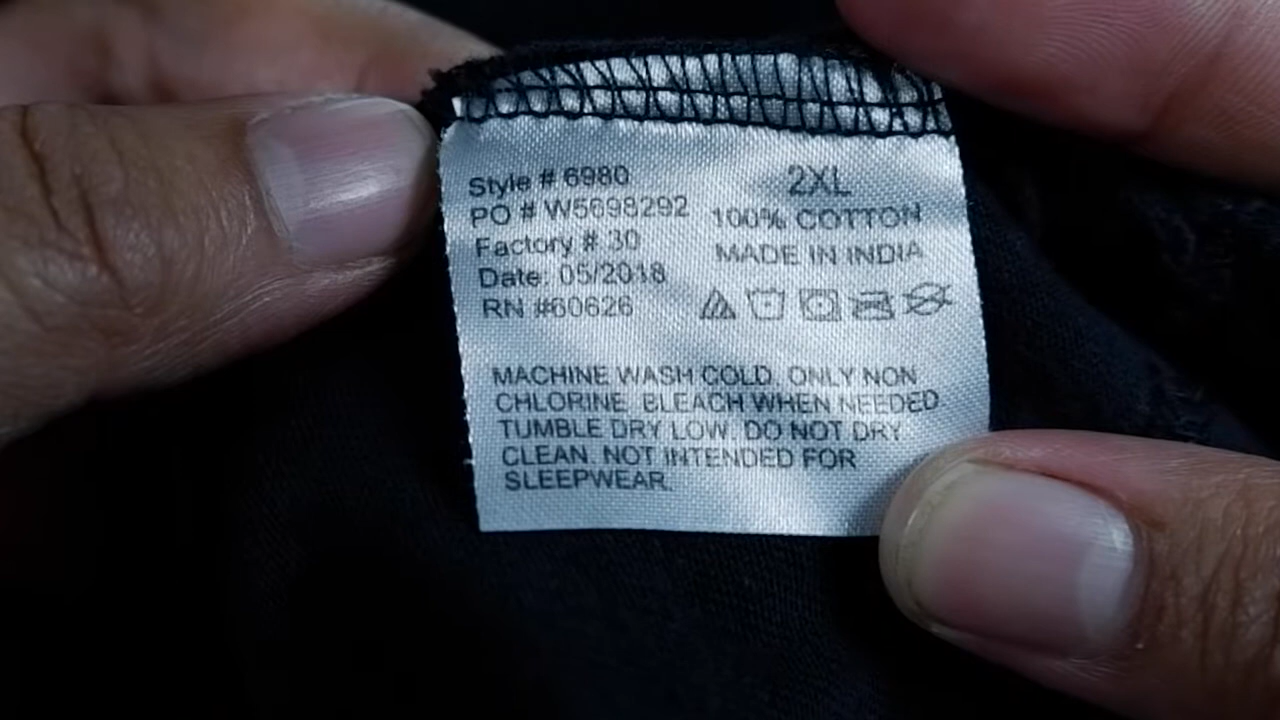 Style # 6980
PO # W5698292
Factory # 30
Date: 05/2018
RN #60626
2XL
100% COTTON
MADE IN INDIA
MACHINE WASH COLD. ONLY NON
CHLORINE BLEACH WHEN NEEDED
TUMBLE DRY LOW. DO NOT DRY
CLEAN. NOT INTENDED FOR
SLEEPWEAR.